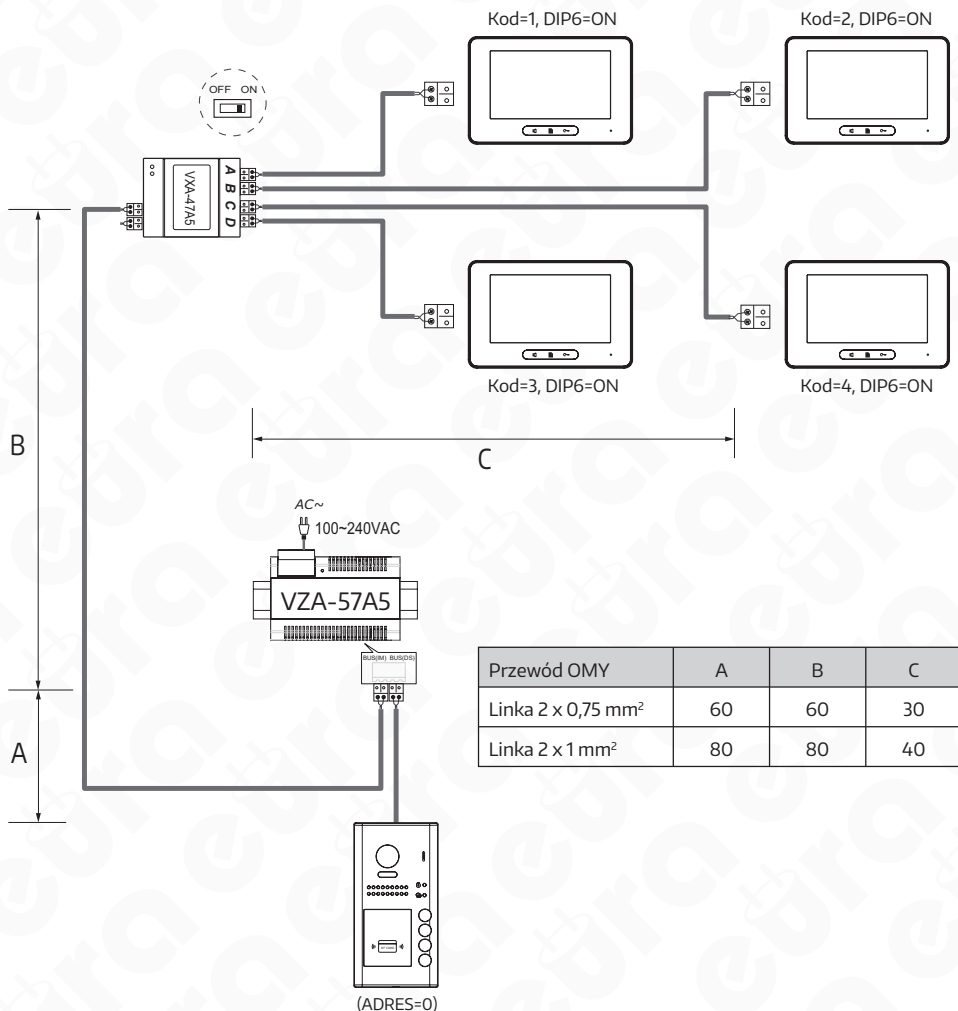 Kod=1, DIP6=ON
Kod=2, DIP6=ON
OFF ON
VXA-47A5
A
B
C
D
Kod=3, DIP6=ON
Kod=4, DIP6=ON
B
C
AC~
100~240VAC
VZA-57A5
BUS(IM) BUS(DS)
A
Przewód OMY A B C
Linka 2 x 0,75 mm² 60 60 30
Linka 2 x 1 mm² 80 80 40
(ADRES=0)
eura